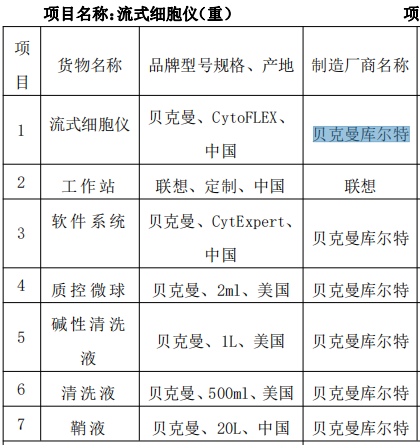 项目名称：流式细胞仪（重） 项
项目 货物名称 品牌型号规格、产地 制造厂商名称
1 流式细胞仪 贝克曼、CytoFLEX、中国 贝克曼库尔特
2 工作站 联想、定制、中国 联想
3 软件系统 贝克曼、CytExpert、中国 贝克曼库尔特
4 质控微球 贝克曼、2ml、美国 贝克曼库尔特
5 碱性清洗液 贝克曼、1L、美国 贝克曼库尔特
6 清洗液 贝克曼、500ml、美国 贝克曼库尔特
7 鞘液 贝克曼、20L、中国 贝克曼库尔特